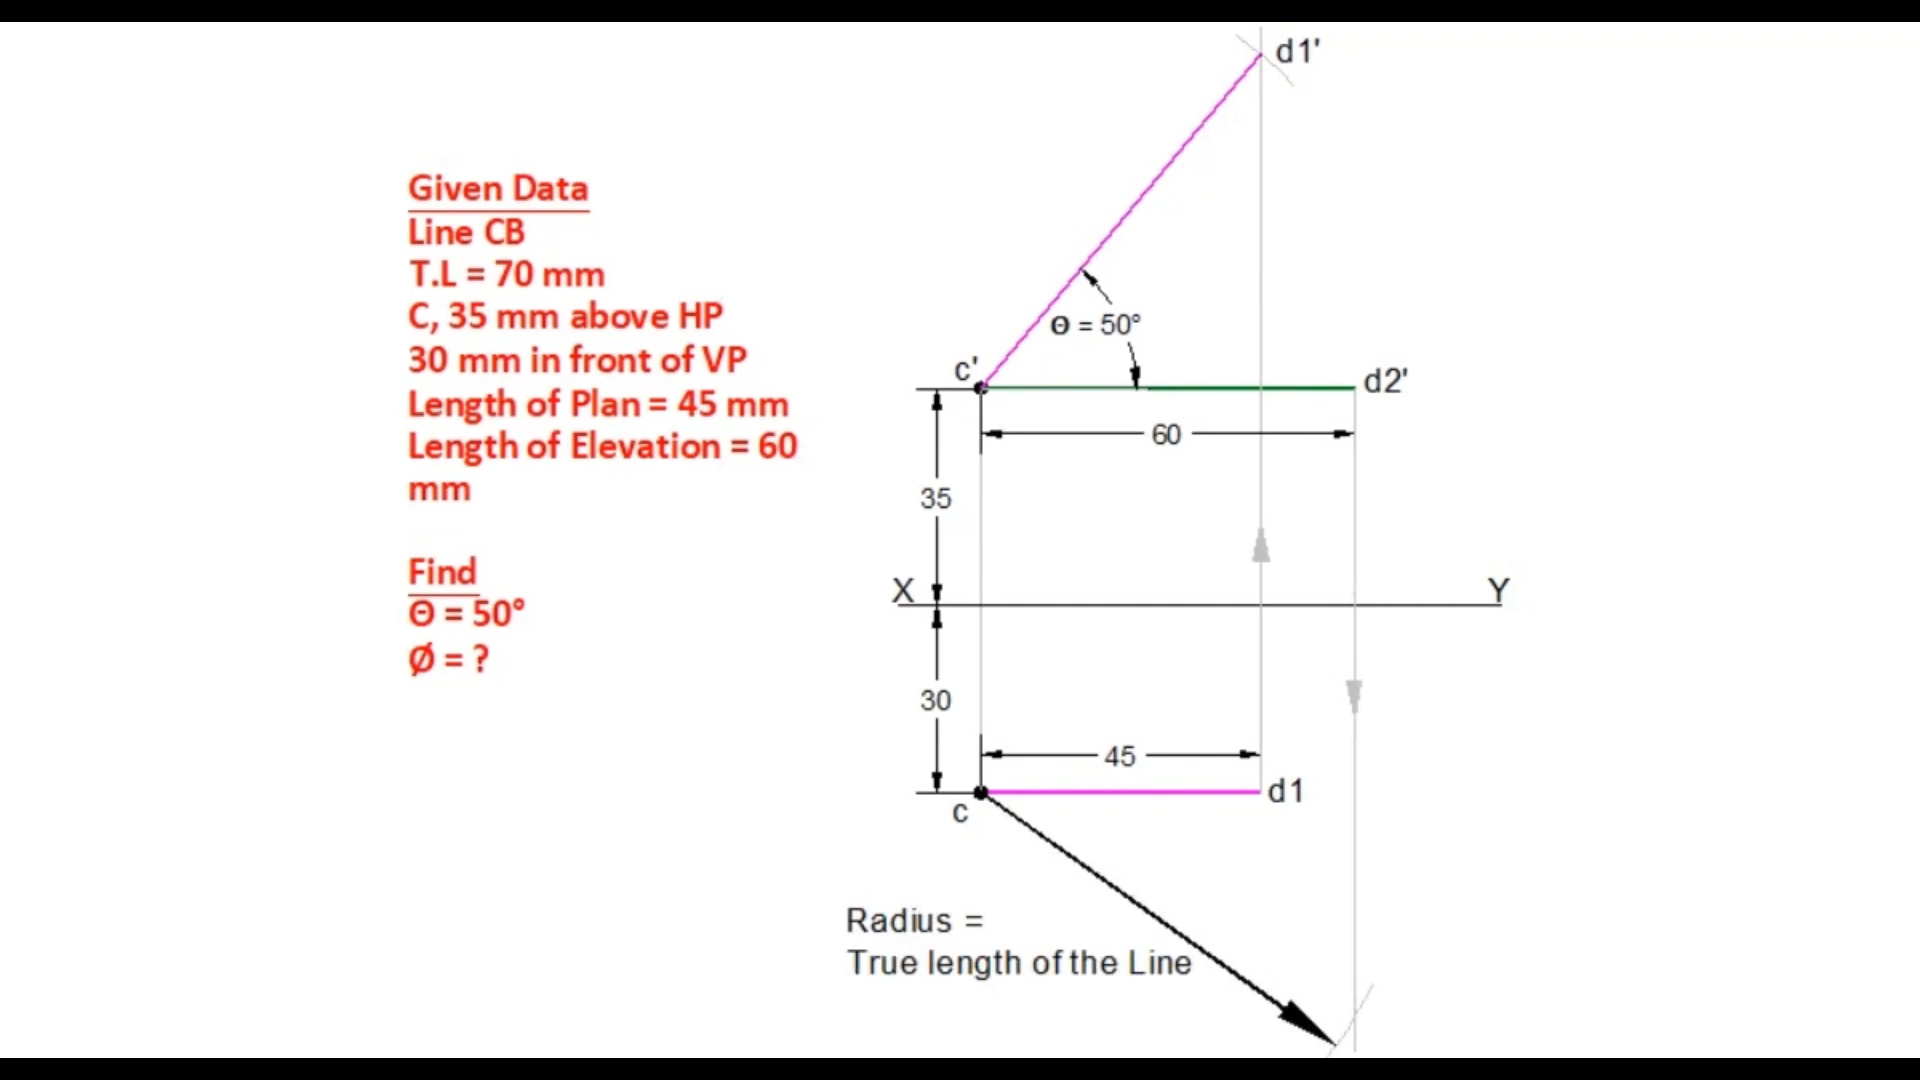 Given Data
Line CB
T.L = 70 mm
C, 35 mm above HP
30 mm in front of VP
Length of Plan = 45 mm
Length of Elevation = 60
mm
Find
Θ = 50°
Ø = ?
d1'
Θ = 50°
c'
d2'
60
35
X
Y
30
45
d1
c
Radius =
True length of the Line